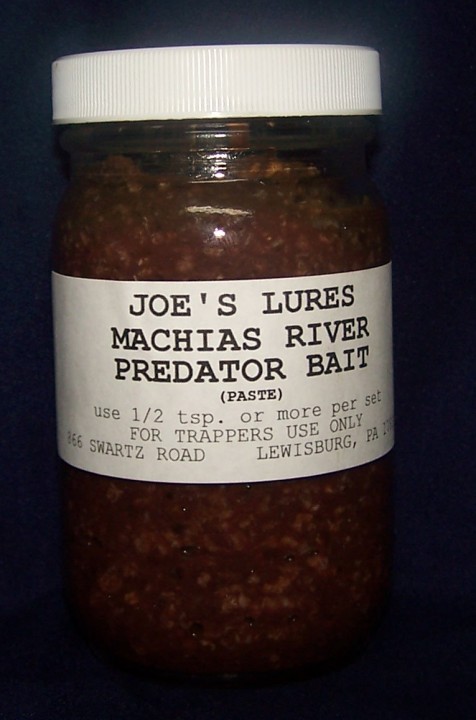 JOE'S LURES
MACHIAS RIVER
PREDATOR BAIT
(PASTE)
use 1/2 tsp. or more per set
FOR TRAPPERS USE ONLY
866 SWARTZ ROAD LEWISBURG, PA